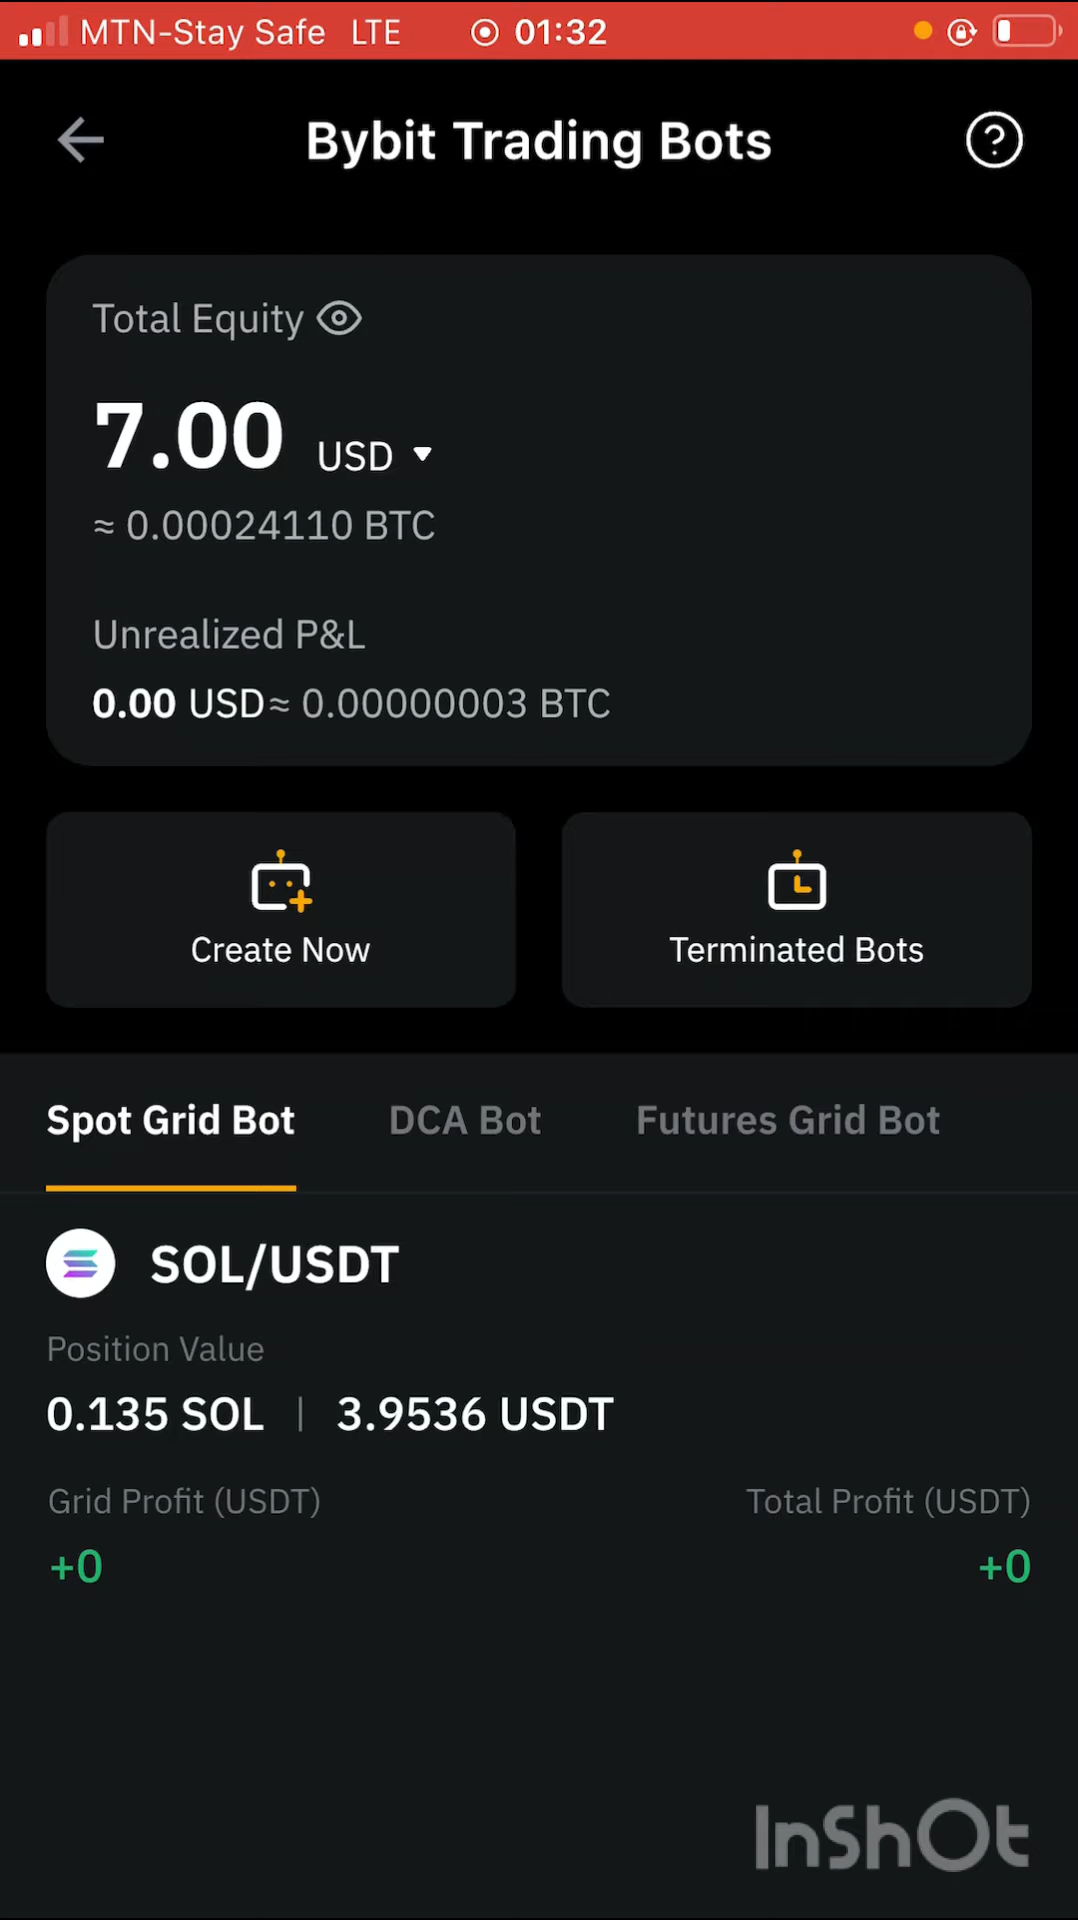 MTN-Stay Safe LTE 01:32
Bybit Trading Bots
Total Equity
7.00 USD
≈ 0.00024110 BTC
Unrealized P&L
0.00 USD≈ 0.00000003 BTC
Create Now
Terminated Bots
Spot Grid Bot DCA Bot Futures Grid Bot
SOL/USDT
Position Value
0.135 SOL | 3.9536 USDT
Grid Profit (USDT) Total Profit (USDT)
+0 +0
InShOt